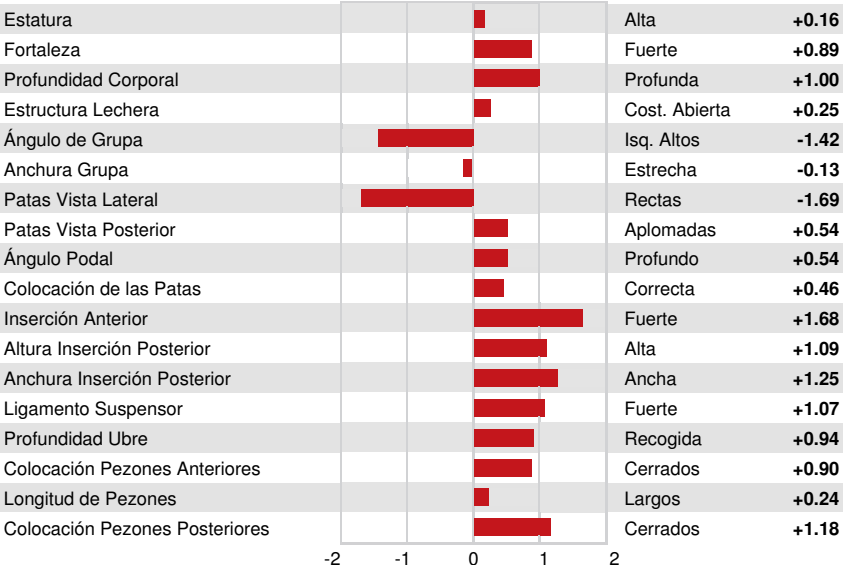 Estatura Alta +0.16
Fortaleza Fuerte +0.89
Profundidad Corporal Profunda +1.00
Estructura Lechera Cost. Abierta +0.25
Ángulo de Grupa Isq. Altos -1.42
Anchura Grupa Estrecha -0.13
Patas Vista Lateral Rectas -1.69
Patas Vista Posterior Aplomadas +0.54
Ángulo Podal Profundo +0.54
Colocación de las Patas Correcta +0.46
Inserción Anterior Fuerte +1.68
Altura Inserción Posterior Alta +1.09
Anchura Inserción Posterior Ancha +1.25
Ligamento Suspensor Fuerte +1.07
Profundidad Ubre Recogida +0.94
Colocación Pezones Anteriores Cerrados +0.90
Longitud de Pezones Largos +0.24
Colocación Pezones Posteriores Cerrados +1.18
-2 -1 0 1 2